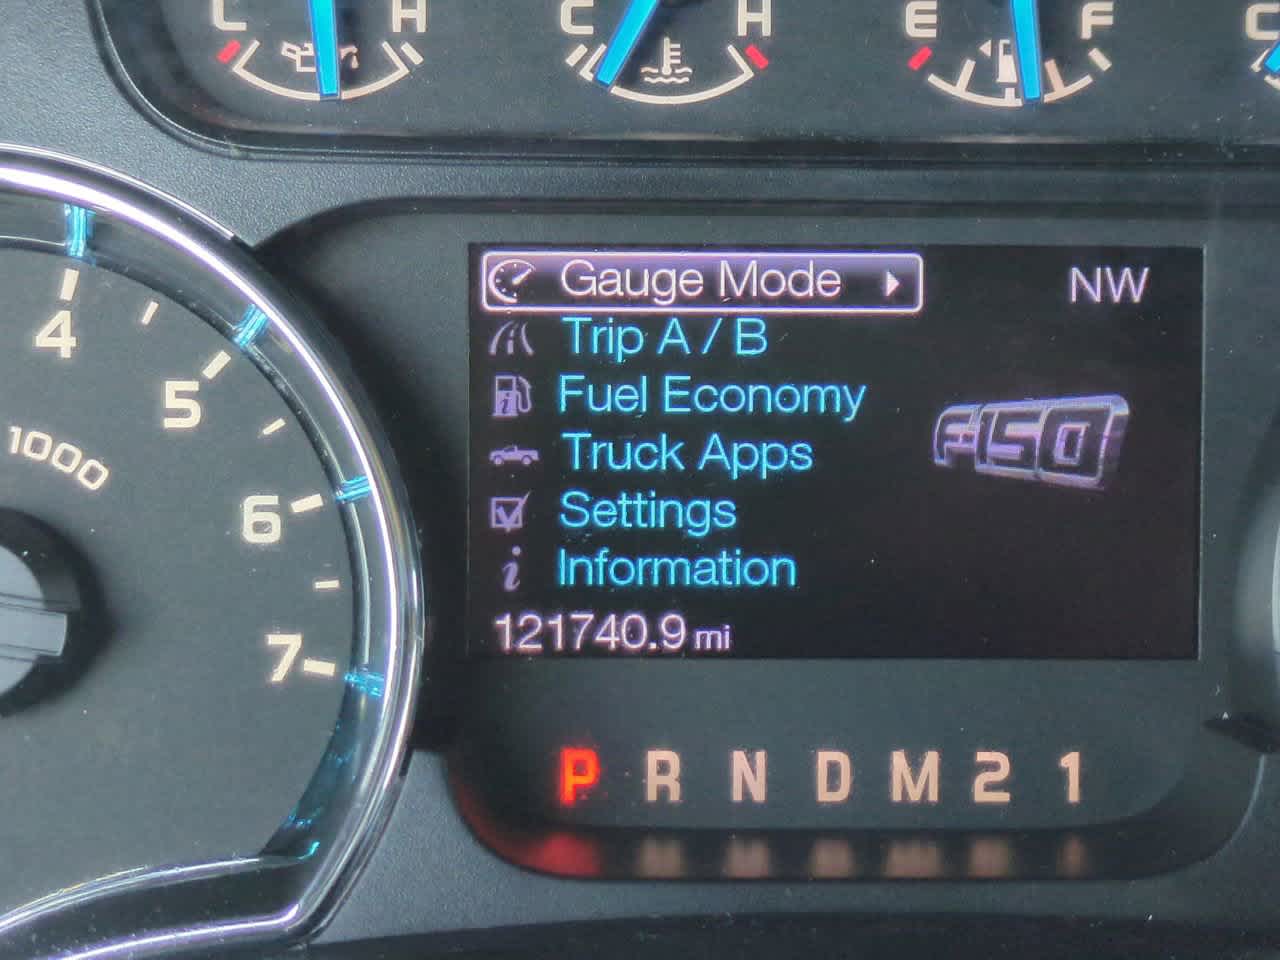 L H C H E F C
Gauge Mode NW
Trip A / B
Fuel Economy
F-150
Truck Apps
Settings
Information
121740.9 mi
4
5
1000
6
7
P R N D M 2 1